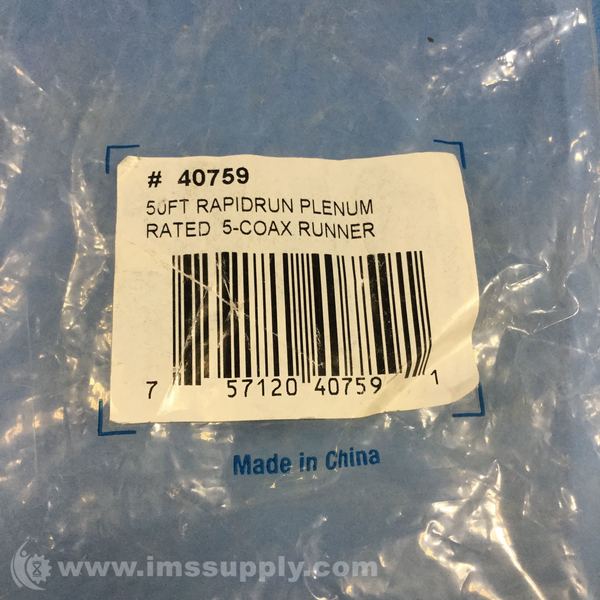 # 40759
50FT RAPIDRUN PLENUM
RATED 5-COAX RUNNER
7 57120 40759 1
Made in China
www.imssupply.com